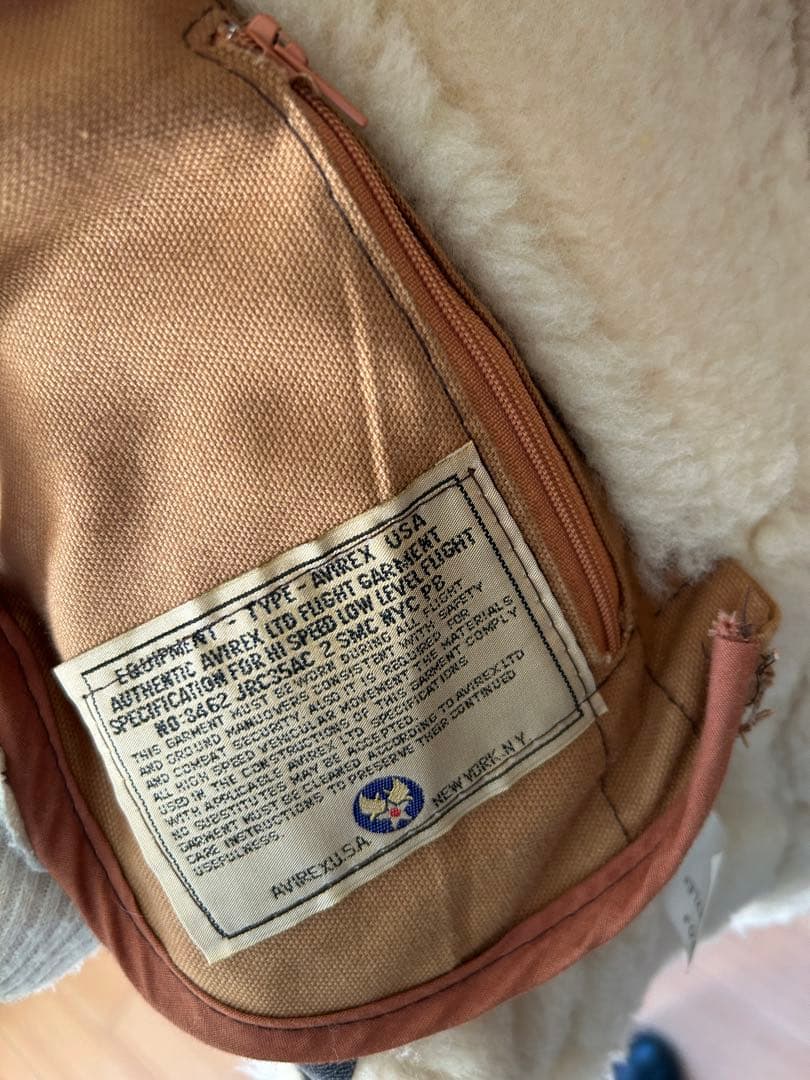 EQUIPMENT - TYPE - AVIREX USA
AUTHENTIC AVIREX LTD FLIGHT GARMENT
SPECIFICATION FOR HI SPEED LOW LEVEL FLIGHT
NO-3462 JRC35AC 2 SMC NYC PB
THIS GARMENT MUST BE WORN DURING ALL FLIGHT
AND GROUND MANUOVERS CONSISTENT WITH SAFETY
AND COMBAT SECURITY. ALSO IT IS REQUIRED FOR
ALL HIGH SPEED VEHICULAR MOVEMENT. THE MATERIALS
USED IN THE CONSTRUCTIONS OF THIS GARMENT COMPLY
WITH APPLICABLE AVIREX LTD SPECIFICATIONS
NO SUBSTITUTES MAY BE ACCEPTED.
GARMENT MUST BE CLEANED ACCORDING TO AVIREX LTD
CARE INSTRUCTIONS TO PRESERVE THEIR CONTINUED
USEFULNESS.
AVIREX U.S.A NEW YORK. N.Y.